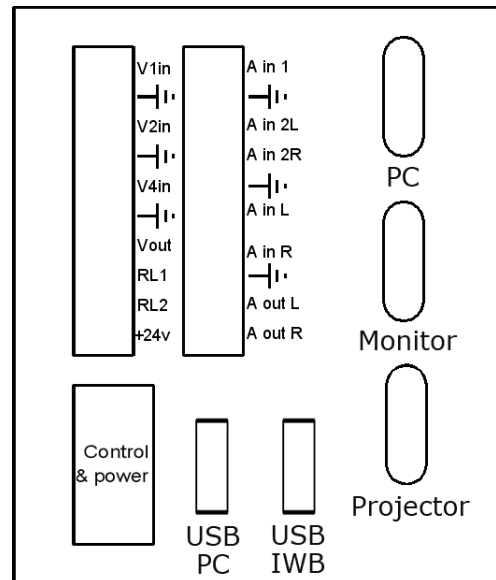 V1in
V2in
V4in
Vout
RL1
RL2
+24v
A in 1
A in 2L
A in 2R
A in L
A in R
A out L
A out R
PC
Monitor
Projector
Control
& power
USB
PC
USB
IWB